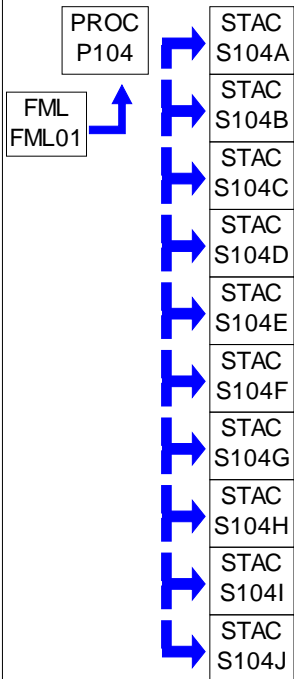 PROC
P104
FML
FML01
STAC
S104A
STAC
S104B
STAC
S104C
STAC
S104D
STAC
S104E
STAC
S104F
STAC
S104G
STAC
S104H
STAC
S104I
STAC
S104J